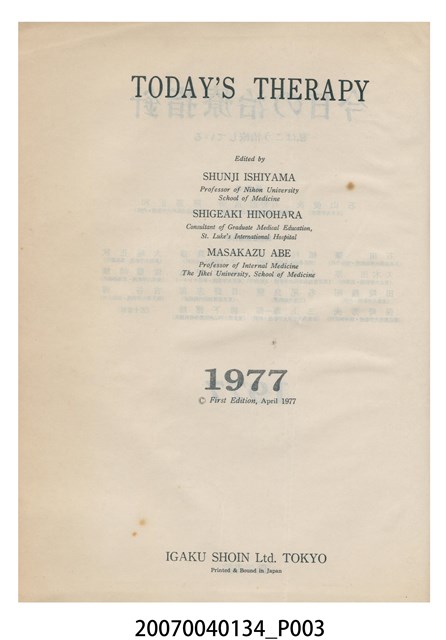 TODAY'S THERAPY
Edited by
SHUNJI ISHIYAMA
Professor of Nihon University
School of Medicine
SHIGEAKI HINOHARA
Consultant of Graduate Medical Education,
St. Luke's International Hospital
MASAKAZU ABE
Professor of Internal Medicine
The Jikei University, School of Medicine
1977
© First Edition, April 1977
IGAKU SHOIN Ltd. TOKYO
Printed & Bound in Japan
20070040134_P003